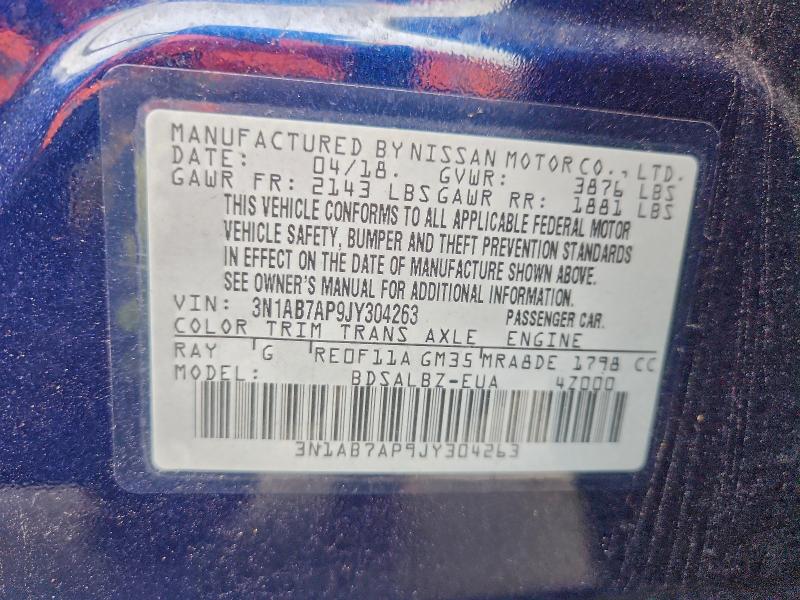 MANUFACTURED BY NISSAN MOTOR CO., LTD.
DATE: 04/18. GVWR: 3876 LBS
GAWR FR: 2143 LBS GAWR RR: 1881 LBS
THIS VEHICLE CONFORMS TO ALL APPLICABLE FEDERAL MOTOR
VEHICLE SAFETY, BUMPER AND THEFT PREVENTION STANDARDS
IN EFFECT ON THE DATE OF MANUFACTURE SHOWN ABOVE.
SEE OWNER'S MANUAL FOR ADDITIONAL INFORMATION.
VIN: 3N1AB7AP9JY304263 PASSENGER CAR.
COLOR TRIM TRANS AXLE ENGINE
RAY G RE0F11A GM35 MRA8DE 1798 CC
MODEL: BDSALBZ-EUA 4Z000
3N1AB7AP9JY304263